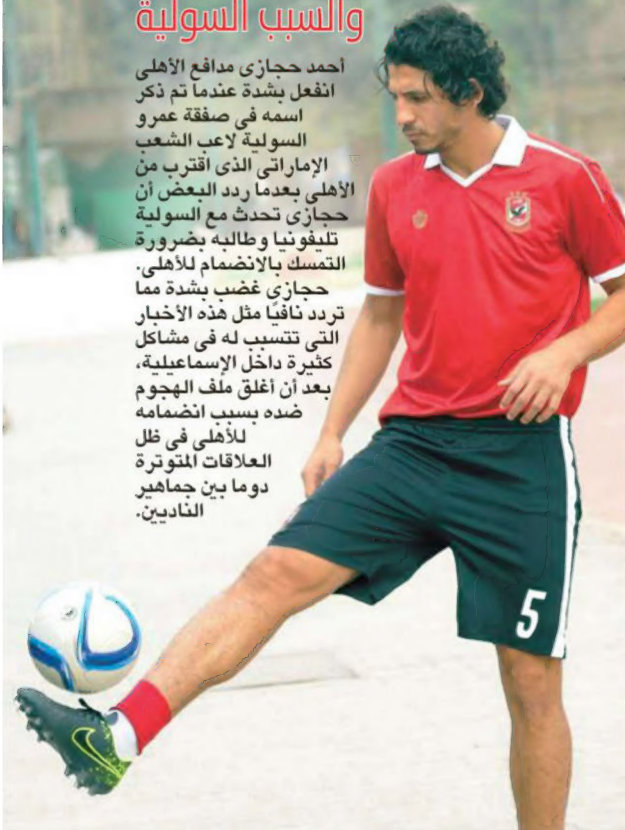 والسبب السولية
أحمد حجازى مدافع الأهلى
انفعل بشدة عندما تم ذكر
اسمه فى صفقة عمرو
السولية لاعب الشعب
الإماراتى الذى اقترب من
الأهلى بعدما ردد البعض أن
حجازى تحدث مع السولية
تليفونيا وطالبه بضرورة
التمسك بالانضمام للأهلى.
حجازى غضب بشدة مما
تردد نافيًا مثل هذه الأخبار
التى تتسبب له فى مشاكل
كثيرة داخل الإسماعيلية،
بعد أن أغلق ملف الهجوم
ضده بسبب انضمامه
للأهلى فى ظل
العلاقات المتوترة
دوما بين جماهير
الناديين.
5